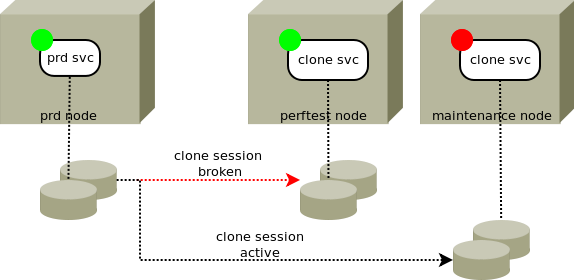 prd svc
clone svc
clone svc
prd node
perftest node
maintenance node
clone session
broken
clone session
active